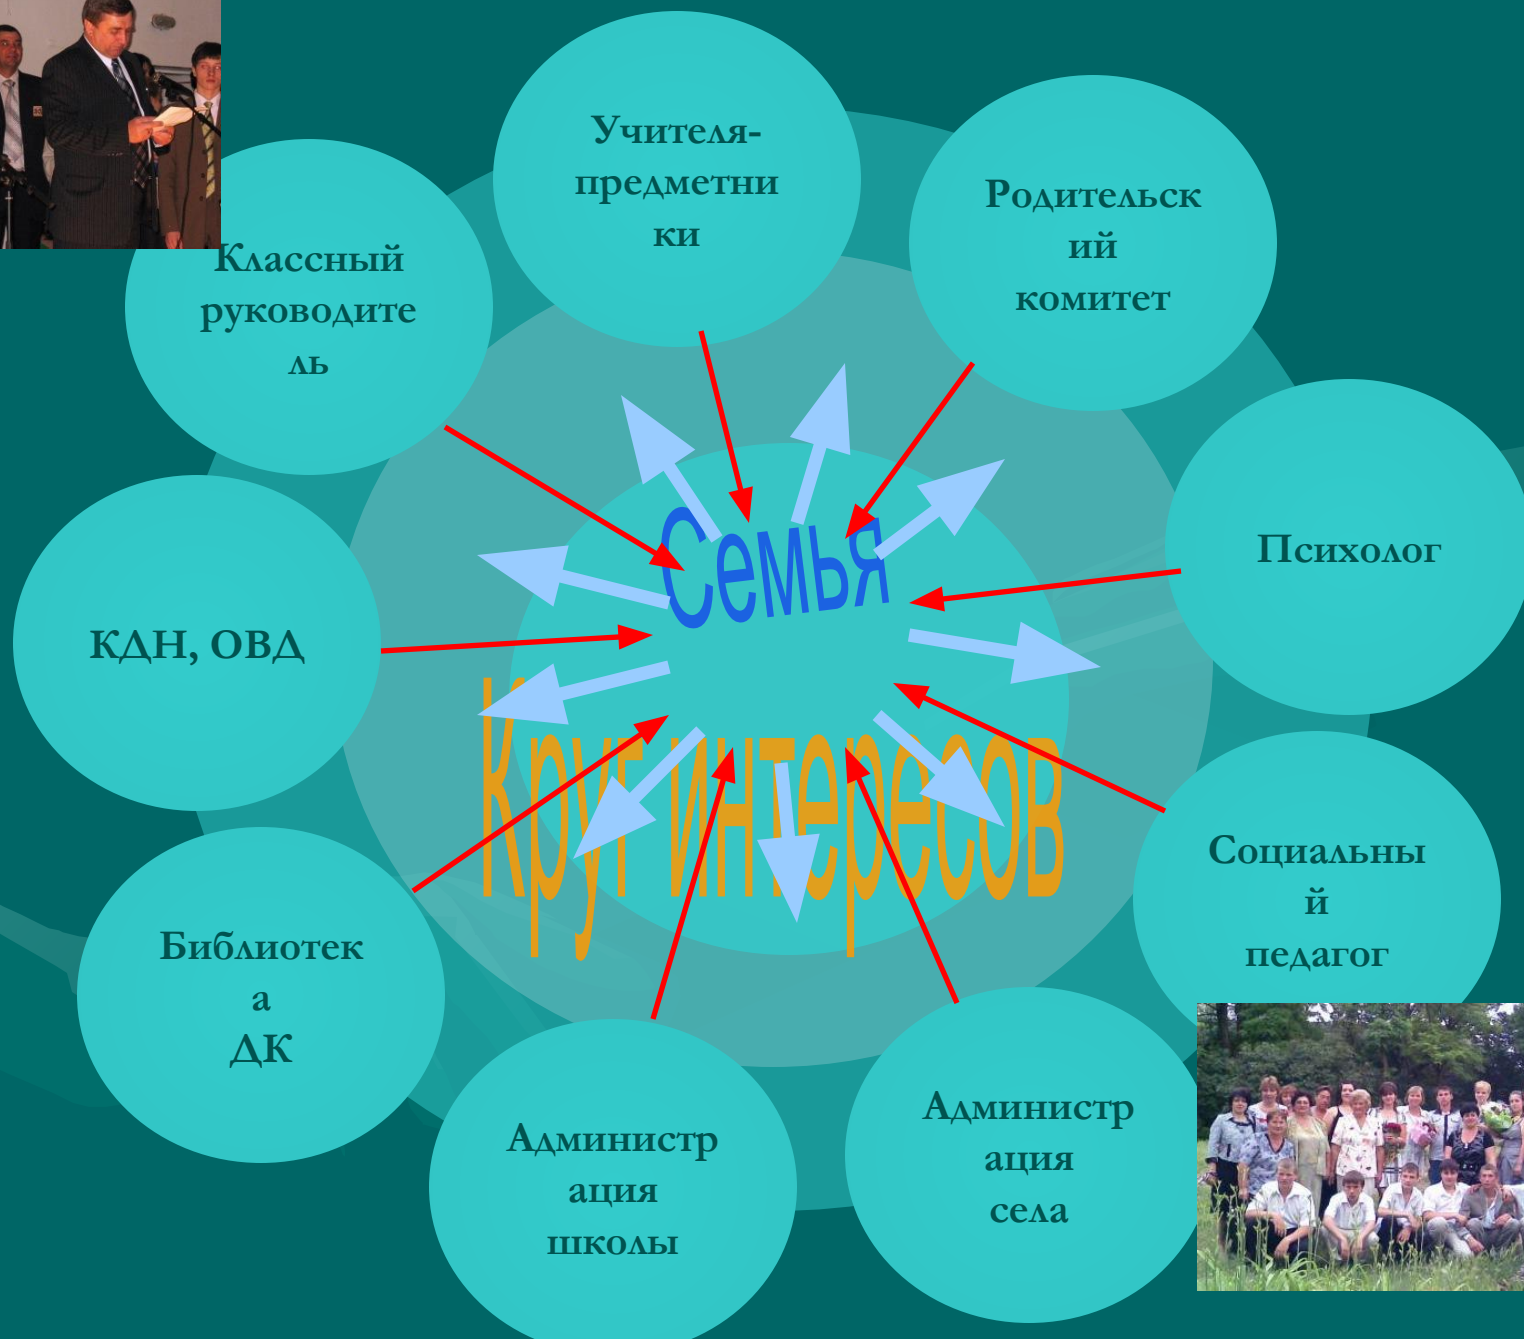 Учителя-
предметни
ки
Родительск
ий
комитет
Классный
руководите
ль
Психолог
Семья
КДН, ОВД
Круг интересов
Социальны
й
педагог
Библиотек
а
ДК
Администр
ация
села
Администр
ация
школы